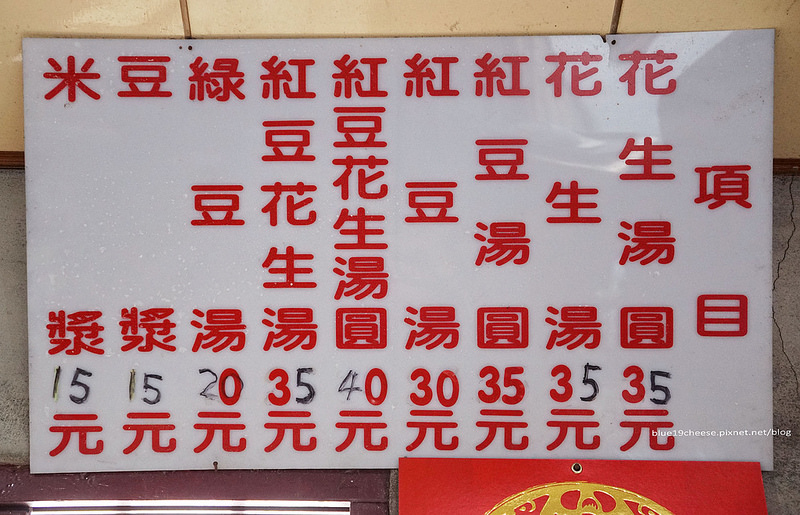 項目
花生湯圓35元
花生湯35元
紅豆湯圓35元
紅豆湯30元
紅豆花生湯圓40元
紅豆花生湯35元
綠豆湯20元
豆漿15元
米漿15元
blue19cheese.pixnet.net/blog